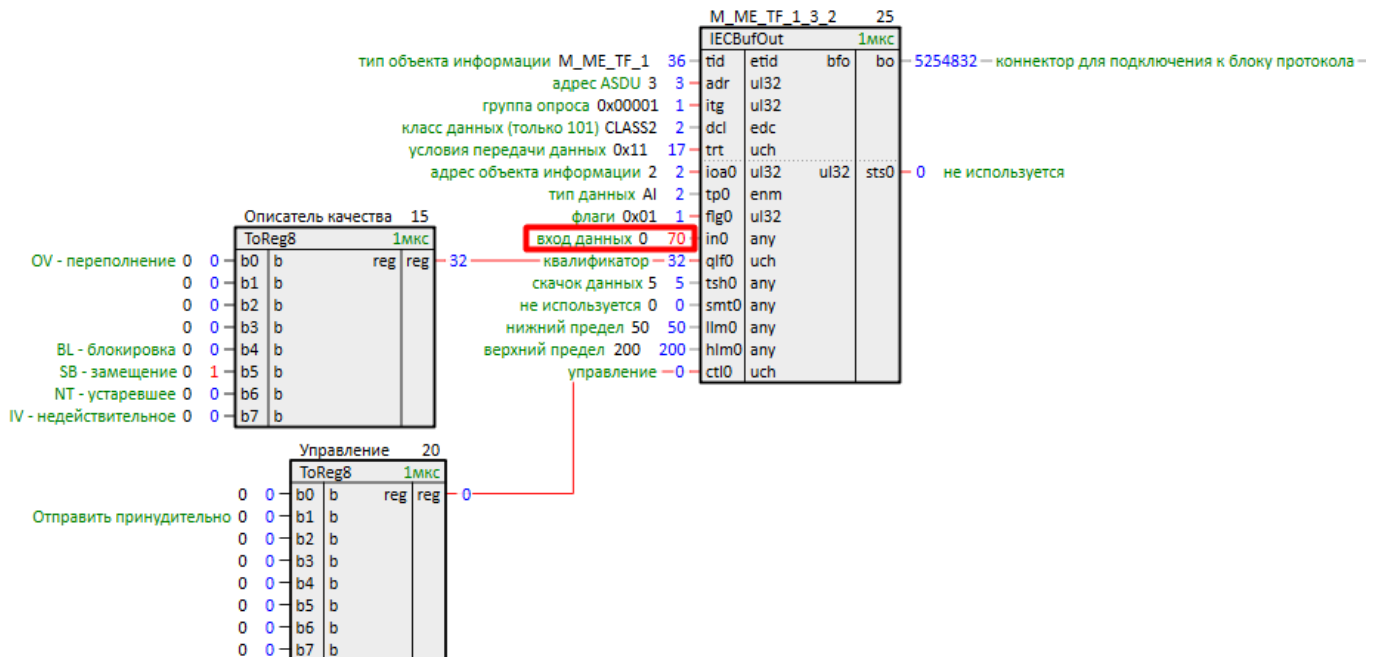 M_ME_TF_1_3_2 25
IECBufOut 1мкс
тип объекта информации M_ME_TF_1 36 tid etid bfo bo 5254832 коннектор для подключения к блоку протокола
адрес ASDU 3 3 adr ul32
группа опроса 0x00001 1 itg ul32
класс данных (только 101) CLASS2 2 dcl edc
условия передачи данных 0x11 17 trt uch
адрес объекта информации 2 2 ioa0 ul32 ul32 sts0 0 не используется
тип данных AI 2 tp0 enm
флаги 0x01 1 flg0 ul32
вход данных 0 70 in0 any
квалификатор 32 qlf0 uch
скачок данных 5 5 tsh0 any
не используется 0 0 smt0 any
нижний предел 50 50 llm0 any
верхний предел 200 200 hlm0 any
управление 0 ctl0 uch
Описатель качества 15
ToReg8 1мкс
OV - переполнение 0 0 b0 b reg reg 32
0 0 b1 b
0 0 b2 b
0 0 b3 b
BL - блокировка 0 0 b4 b
SB - замещение 0 1 b5 b
NT - устаревшее 0 0 b6 b
IV - недействительное 0 0 b7 b
Управление 20
ToReg8 1мкс
0 0 b0 b reg reg 0
Отправить принудительно 0 0 b1 b
0 0 b2 b
0 0 b3 b
0 0 b4 b
0 0 b5 b
0 0 b6 b
0 0 b7 b